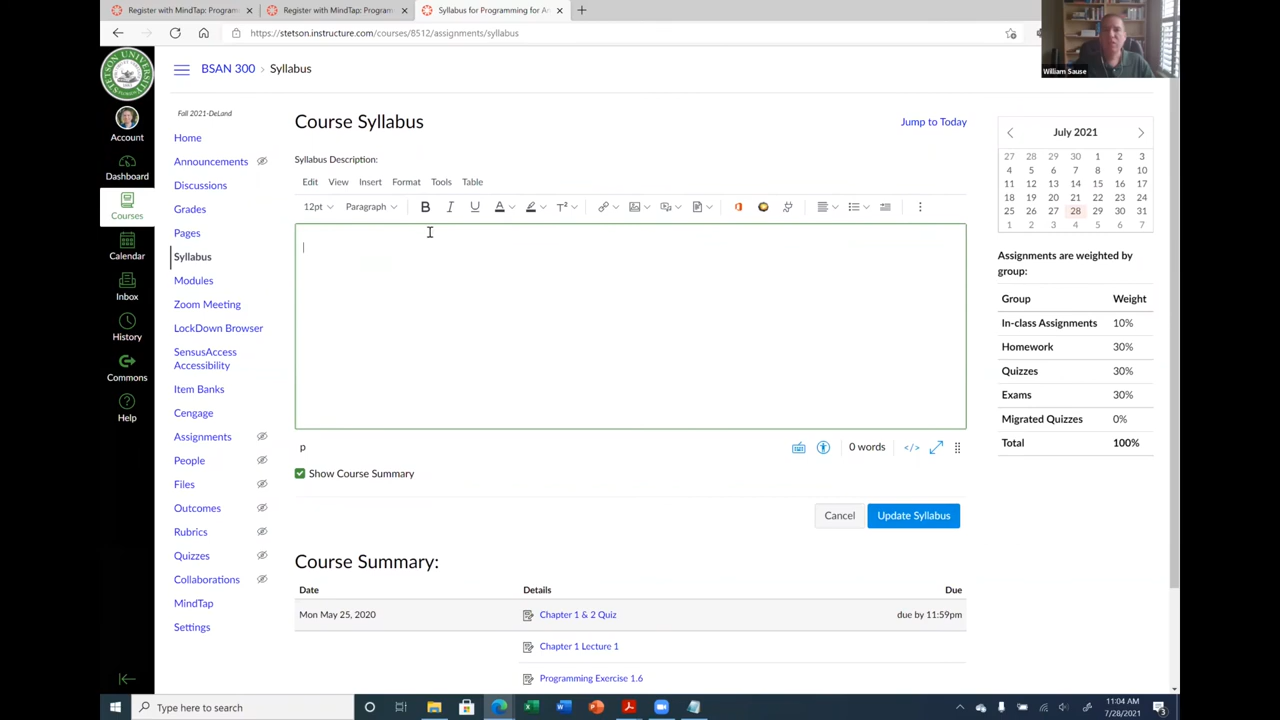 Register with MindTap: Program
Register with MindTap: Program
Syllabus for Programming for An
https://stetson.instructure.com/courses/8512/assignments/syllabus
William Sause
STETSON UNIVERSITY
Account
Dashboard
Courses
Calendar
Inbox
History
Commons
Help
BSAN 300 › Syllabus
Fall 2021-DeLand
Home
Announcements
Discussions
Grades
Pages
Syllabus
Modules
Zoom Meeting
LockDown Browser
SensusAccess
Accessibility
Item Banks
Cengage
Assignments
People
Files
Outcomes
Rubrics
Quizzes
Collaborations
MindTap
Settings
Course Syllabus
Jump to Today
Syllabus Description:
Edit View Insert Format Tools Table
12pt Paragraph B I U A T²
p
0 words </>
Show Course Summary
Cancel Update Syllabus
Course Summary:
Date Details Due
Mon May 25, 2020 Chapter 1 & 2 Quiz due by 11:59pm
Chapter 1 Lecture 1
Programming Exercise 1.6
July 2021
27 28 29 30 1 2 3
4 5 6 7 8 9 10
11 12 13 14 15 16 17
18 19 20 21 22 23 24
25 26 27 28 29 30 31
1 2 3 4 5 6 7
Assignments are weighted by
group:
Group Weight
In-class Assignments 10%
Homework 30%
Quizzes 30%
Exams 30%
Migrated Quizzes 0%
Total 100%
Type here to search
11:04 AM
7/28/2021
3